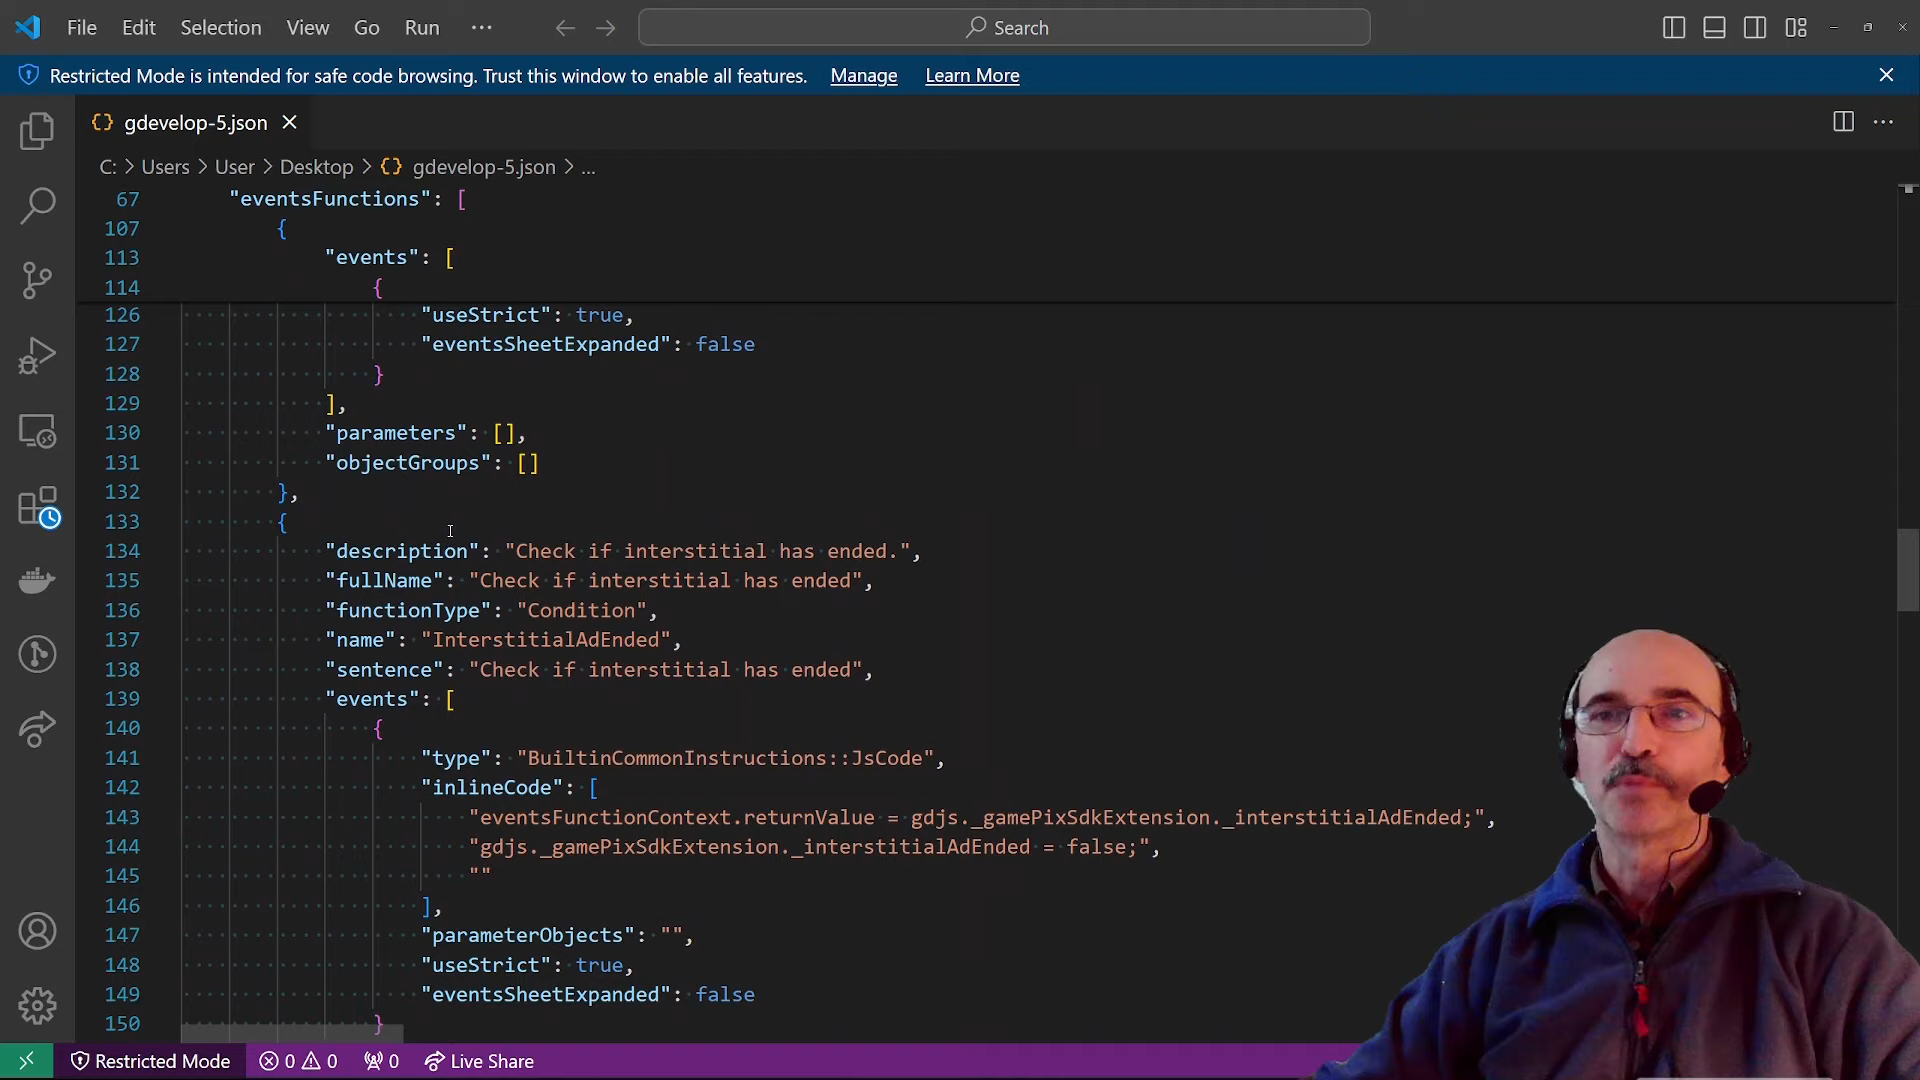 File Edit Selection View Go Run ... Search
Restricted Mode is intended for safe code browsing. Trust this window to enable all features. Manage Learn More
{} gdevelop-5.json
C: > Users > User > Desktop > {} gdevelop-5.json > ...
67 "eventsFunctions": [
107 {
113 "events": [
114 {
126 "useStrict": true,
127 "eventsSheetExpanded": false
128 }
129 ],
130 "parameters": [],
131 "objectGroups": []
132 },
133 {
134 "description": "Check if interstitial has ended.",
135 "fullName": "Check if interstitial has ended",
136 "functionType": "Condition",
137 "name": "InterstitialAdEnded",
138 "sentence": "Check if interstitial has ended",
139 "events": [
140 {
141 "type": "BuiltinCommonInstructions::JsCode",
142 "inlineCode": [
143 "eventsFunctionContext.returnValue = gdjs._gamePixSdkExtension._interstitialAdEnded;",
144 "gdjs._gamePixSdkExtension._interstitialAdEnded = false;",
145 ""
146 ],
147 "parameterObjects": "",
148 "useStrict": true,
149 "eventsSheetExpanded": false
150 }
Restricted Mode 0 0 0 Live Share